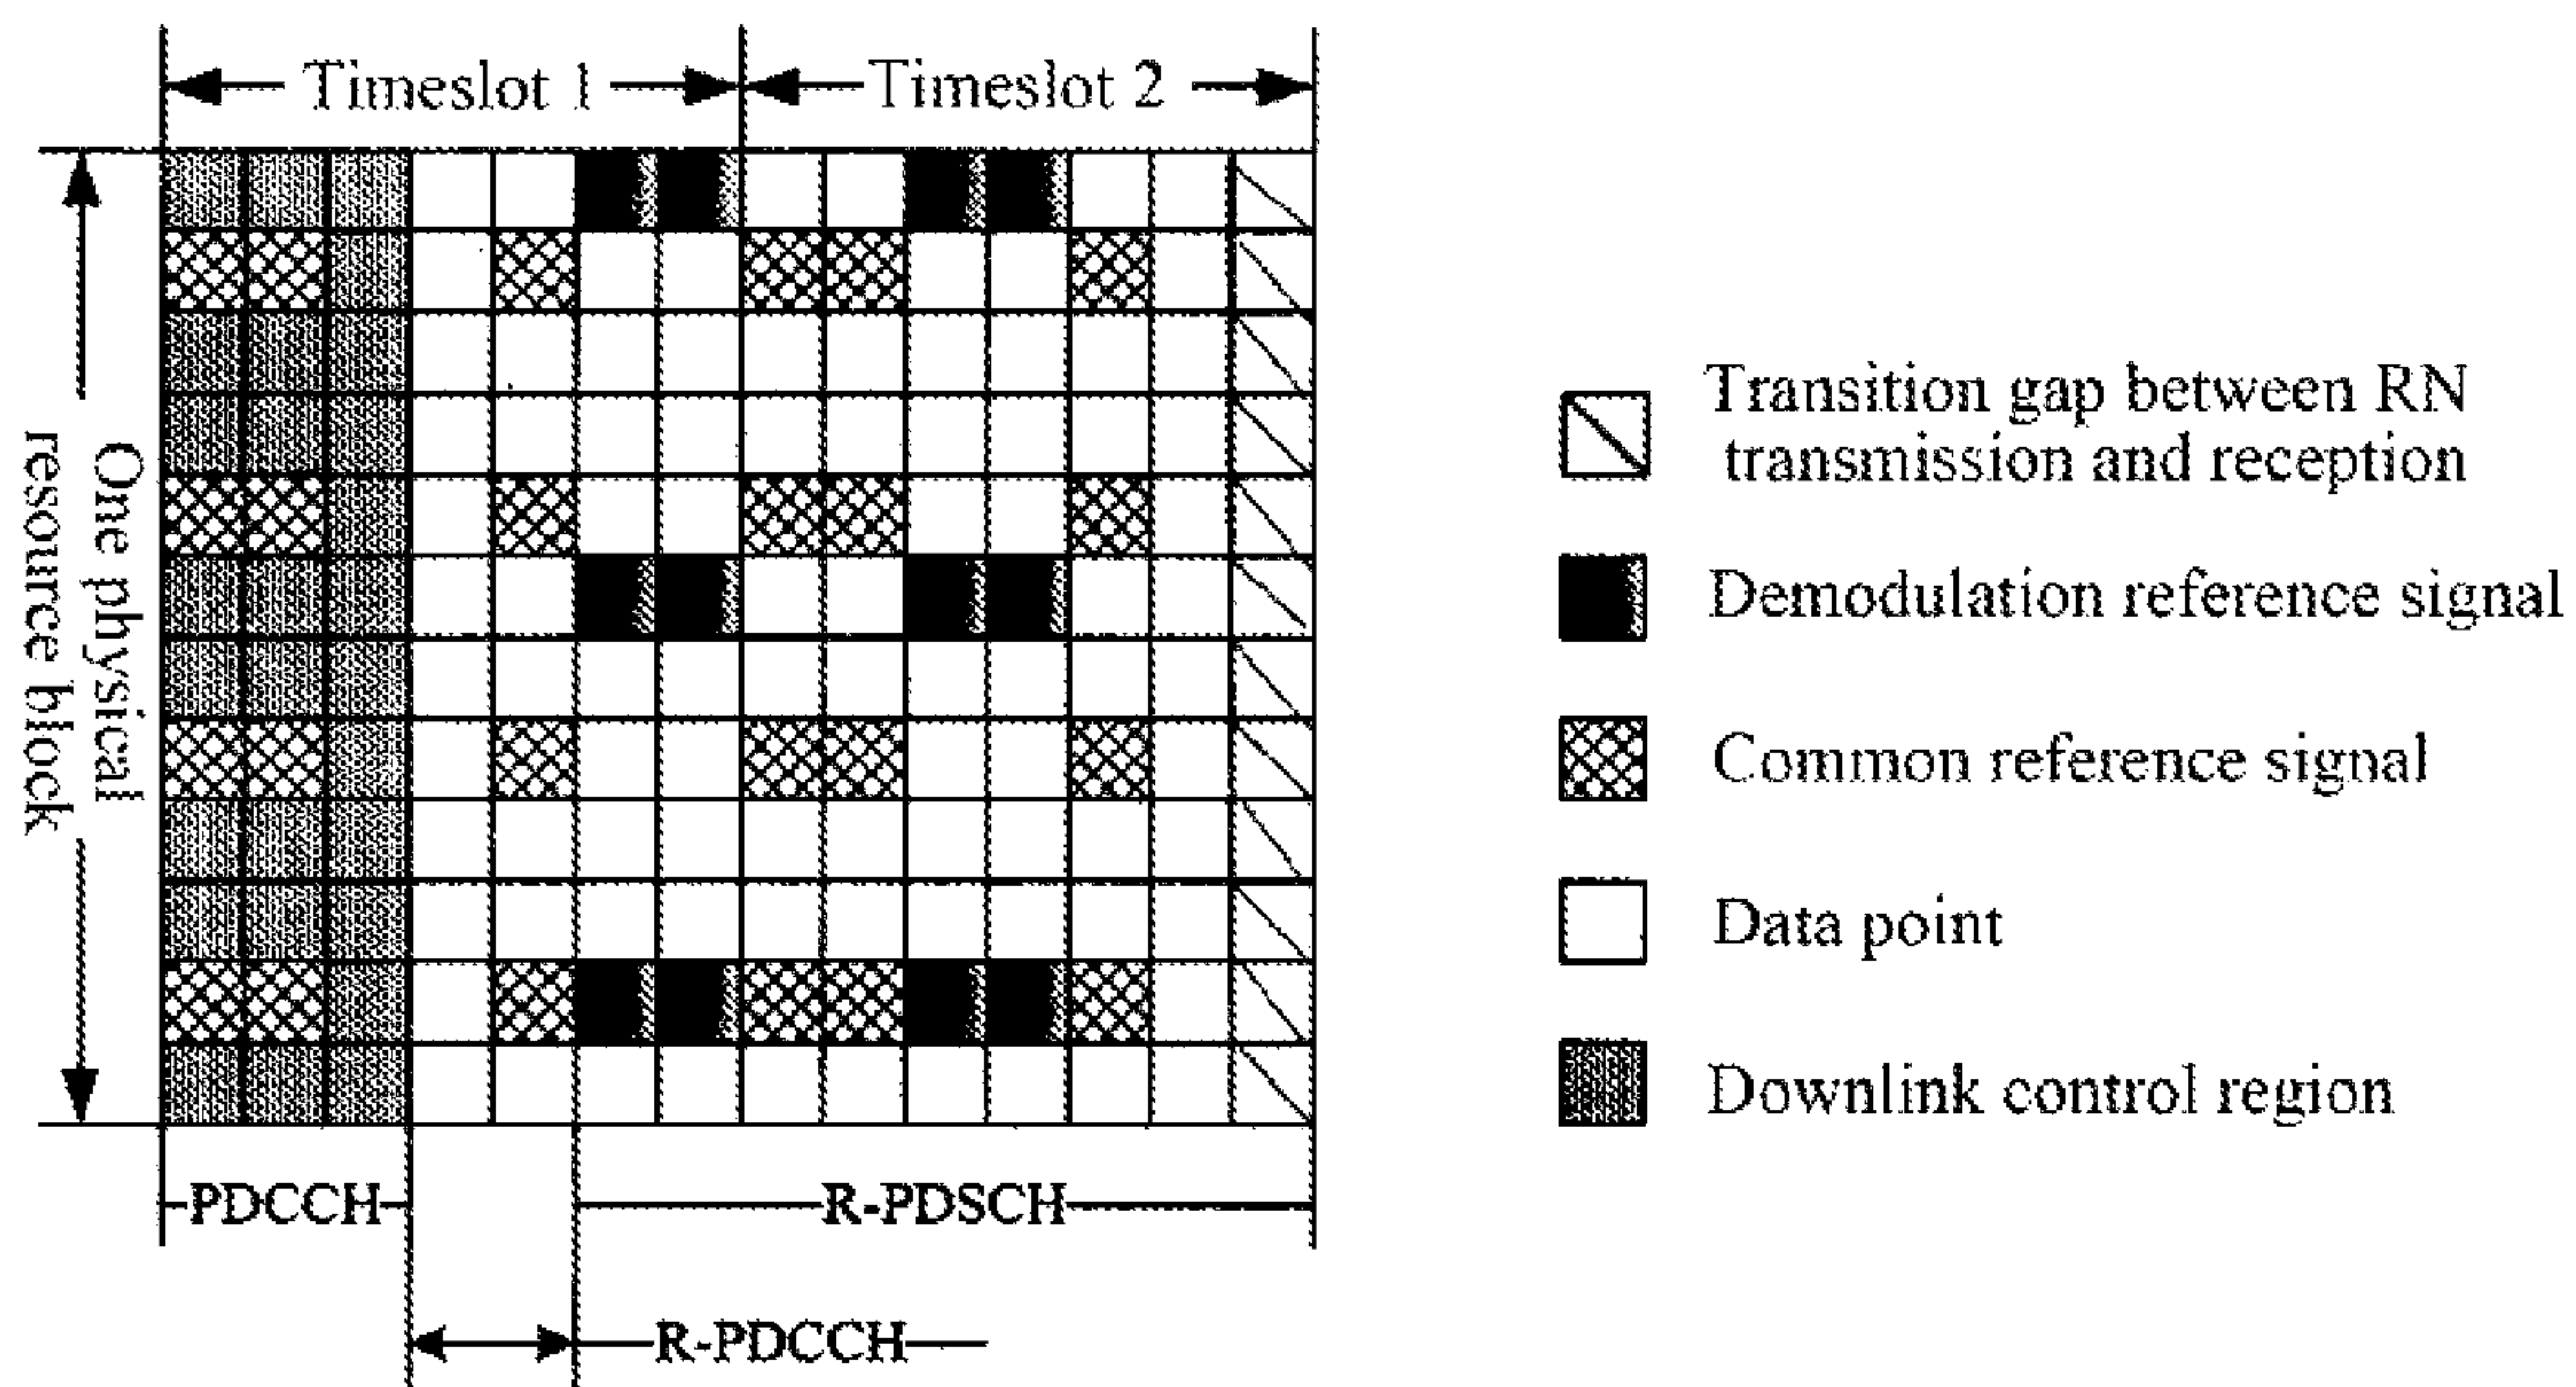 Timeslot 1
Timeslot 2
One physical
resource block
Transition gap between RN
transmission and reception
Demodulation reference signal
Common reference signal
Data point
Downlink control region
PDCCH
R-PDSCH
R-PDCCH